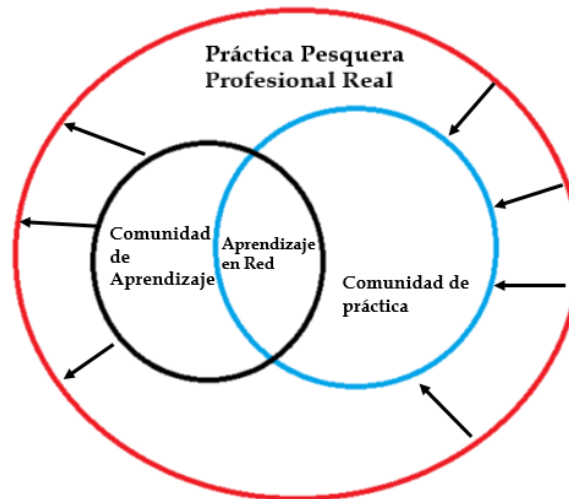 Práctica Pesquera
Profesional Real
Comunidad
de
Aprendizaje
Aprendizaje
en Red
Comunidad de
práctica